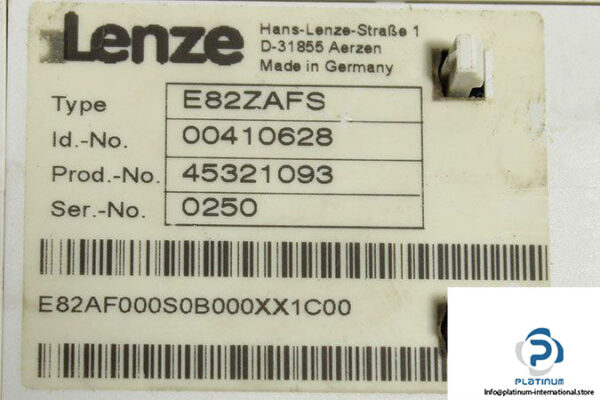 Lenze
Hans-Lenze-Straße 1
D-31855 Aerzen
Made in Germany
Type E82ZAFS
Id.-No. 00410628
Prod.-No. 45321093
Ser.-No. 0250
E82AF000S0B000XX1C00
PLATINUM
info@platinum-international.store